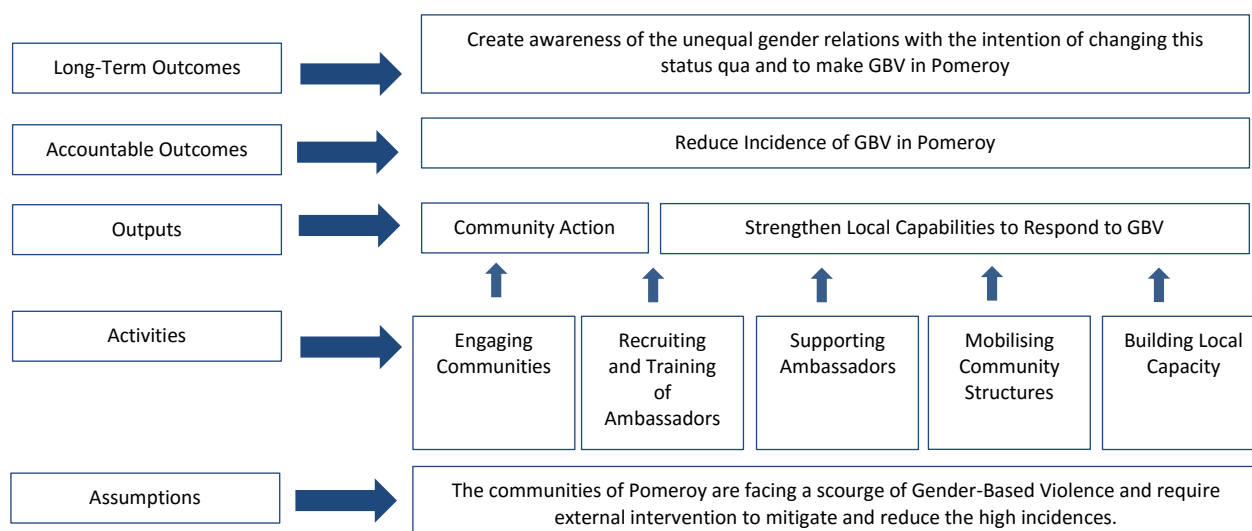 Long-Term Outcomes
Create awareness of the unequal gender relations with the intention of changing this
status qua and to make GBV in Pomeroy
Accountable Outcomes
Reduce Incidence of GBV in Pomeroy
Outputs
Community Action
Strengthen Local Capabilities to Respond to GBV
Activities
Engaging
Communities
Recruiting
and Training
of
Ambassadors
Supporting
Ambassadors
Mobilising
Community
Structures
Building Local
Capacity
Assumptions
The communities of Pomeroy are facing a scourge of Gender-Based Violence and require
external intervention to mitigate and reduce the high incidences.